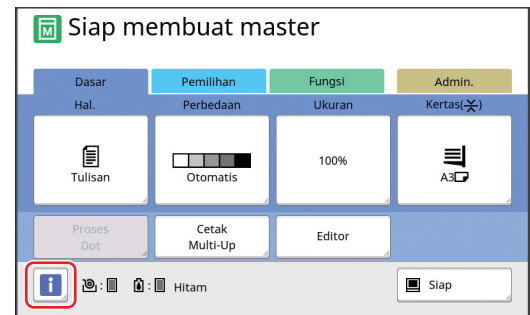 Siap membuat master
Dasar Pemilihan Fungsi Admin.
Hal. Perbedaan Ukuran Kertas( )
Tulisan Otomatis 100% A3
Proses Dot
Cetak Multi-Up
Editor
i : : Hitam Siap